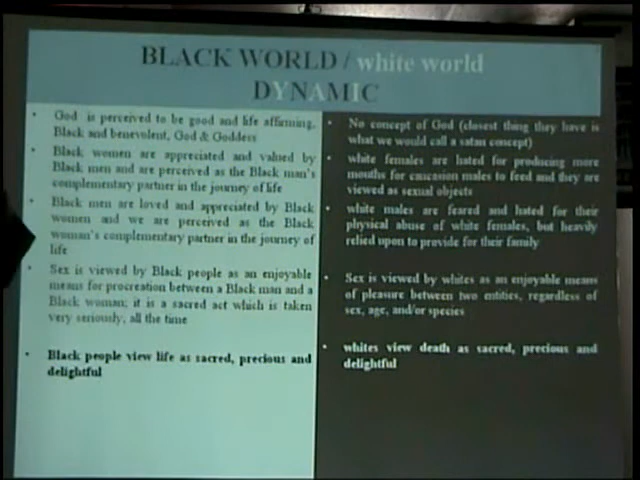 BLACK WORLD / white world
DYNAMIC
• God is perceived to be good and life affirming,
Black and benevolent, God & Goddess
• Black women are appreciated and valued by
Black men and are perceived as the Black man's
complementary partner in the journey of life
• Black men are loved and appreciated by Black
women and we are perceived as the Black
woman's complementary partner in the journey of
life
• Sex is viewed by Black people as an enjoyable
means for procreation between a Black man and a
Black woman; it is a sacred act which is taken
very seriously, all the time
• Black people view life as sacred, precious and
delightful
• No concept of God (closest thing they have is
what we would call a satan concept)
• white females are hated for producing more
mouths for caucasion males to feed and they are
viewed as sexual objects
• white males are feared and hated for their
physical abuse of white females, but heavily
relied upon to provide for their family
• Sex is viewed by whites as an enjoyable means
of pleasure between two entities, regardless of
sex, age, and/or species
• whites view death as sacred, precious and
delightful